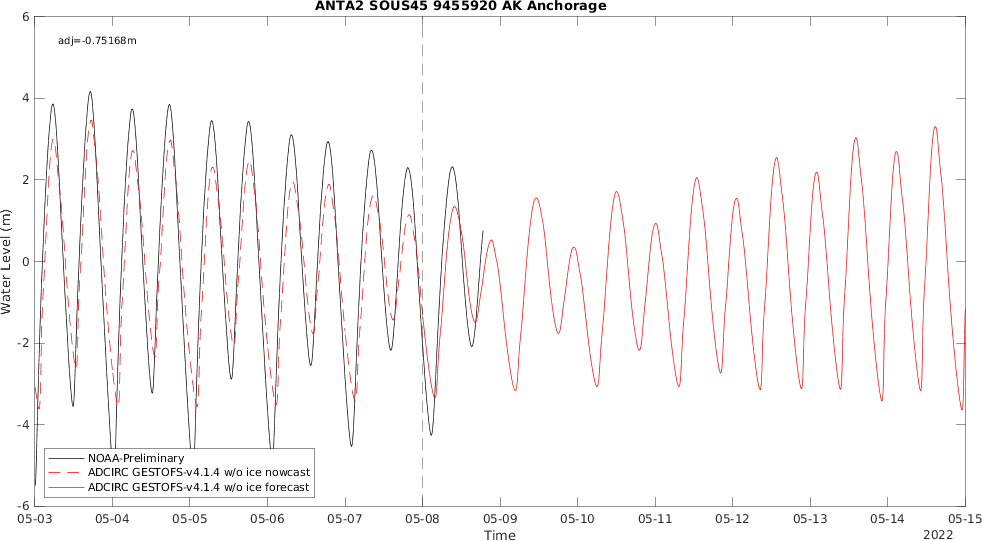 ANTA2 SOUS45 9455920 AK Anchorage
adj=-0.75168m
6
4
2
0
-2
-4
-6
Water Level (m)
NOAA-Preliminary
ADCIRC GESTOFS-v4.1.4 w/o ice nowcast
ADCIRC GESTOFS-v4.1.4 w/o ice forecast
05-03 05-04 05-05 05-06 05-07 05-08 05-09 05-10 05-11 05-12 05-13 05-14 05-15
Time
2022